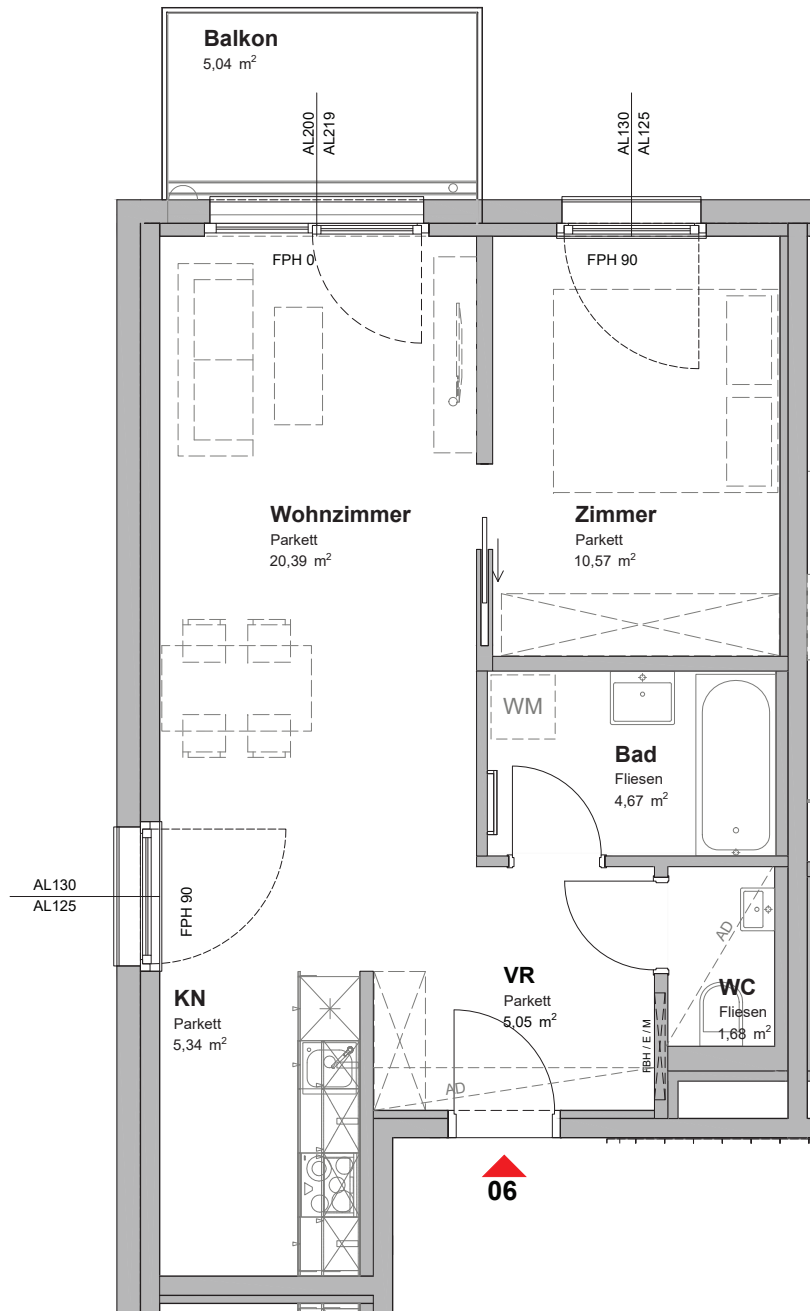 Balkon
5,04 m²
AL200
AL219
AL130
AL125
FPH 0
FPH 90
Wohnzimmer
Parkett
20,39 m²
Zimmer
Parkett
10,57 m²
WM
Bad
Fliesen
4,67 m²
AL130
AL125
FPH 90
KN
Parkett
5,34 m²
VR
Parkett
5,05 m²
AD
WC
Fliesen
1,68 m²
FBH / E / M
AD
06